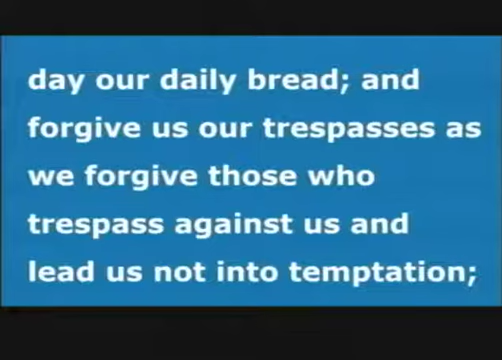 day our daily bread; and
forgive us our trespasses as
we forgive those who
trespass against us and
lead us not into temptation;